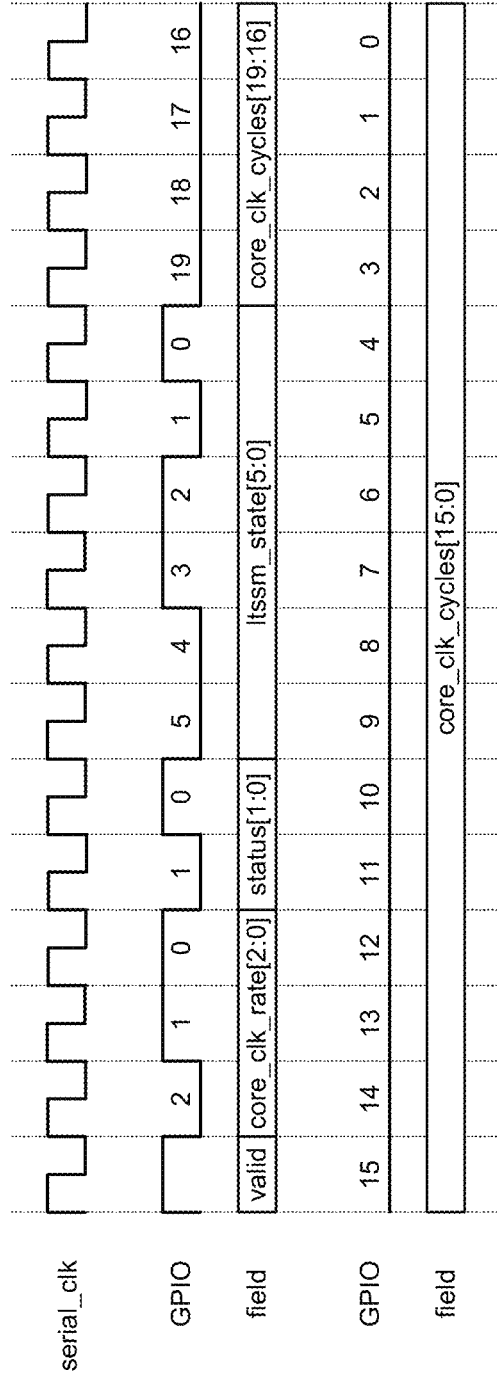 serial_clk
GPIO 2 1 0 1 0 5 4 3 2 1 0 19 18 17 16
field valid core_clk_rate[2:0] status[1:0] ltssm_state[5:0] core_clk_cycles[19:16]
GPIO 15 14 13 12 11 10 9 8 7 6 5 4 3 2 1 0
field core_clk_cycles[15:0]